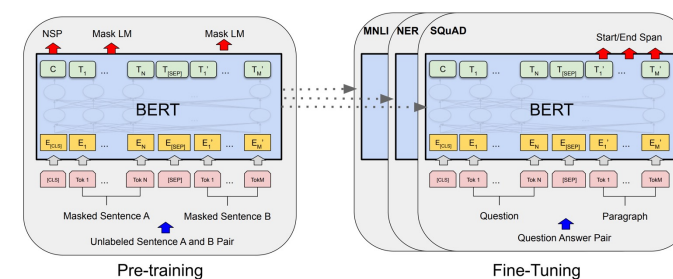 NSP Mask LM Mask LM
C T1 ... TN T[SEP] T1' ... TM'
BERT
E[CLS] E1 ... EN E[SEP] E1' ... EM'
[CLS] Tok 1 ... Tok N [SEP] Tok 1 ... TokM
Masked Sentence A Masked Sentence B
Unlabeled Sentence A and B Pair
Pre-training
MNLI NER SQuAD
Start/End Span
C T1 ... TN T[SEP] T1' ... TM'
BERT
E[CLS] E1 ... EN E[SEP] E1' ... EM'
[CLS] Tok 1 ... Tok N [SEP] Tok 1 ... TokM
Question Paragraph
Question Answer Pair
Fine-Tuning